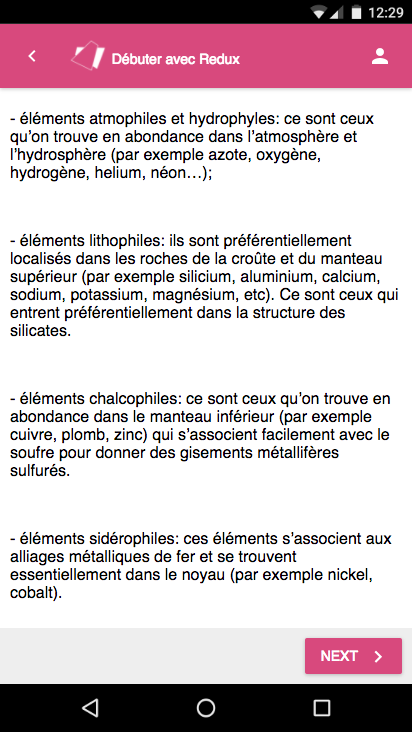 12:29
Débuter avec Redux
- éléments atmophiles et hydrophyles: ce sont ceux
qu'on trouve en abondance dans l'atmosphère et
l'hydrosphère (par exemple azote, oxygène,
hydrogène, helium, néon…);
- éléments lithophiles: ils sont préférentiellement
localisés dans les roches de la croûte et du manteau
supérieur (par exemple silicium, aluminium, calcium,
sodium, potassium, magnésium, etc). Ce sont ceux qui
entrent préférentiellement dans la structure des
silicates.
- éléments chalcophiles: ce sont ceux qu'on trouve en
abondance dans le manteau inférieur (par exemple
cuivre, plomb, zinc) qui s'associent facilement avec le
soufre pour donner des gisements métallifères
sulfurés.
- éléments sidérophiles: ces éléments s'associent aux
alliages métalliques de fer et se trouvent
essentiellement dans le noyau (par exemple nickel,
cobalt).
NEXT